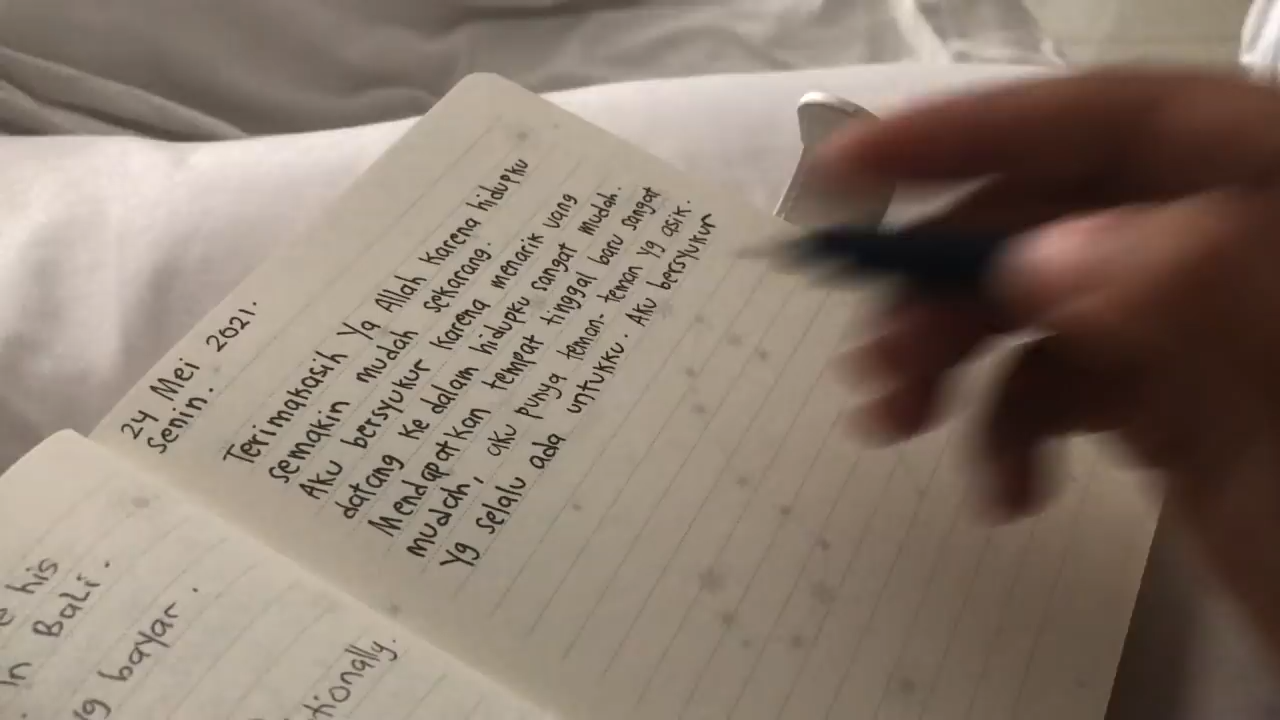 24 Mei 2021.
Senin.
Terimakasih Ya Allah Karena hidupku
semakin mudah sekarang.
Aku bersyukur karena menarik uang
datang ke dalam hidupku sangat mudah.
Mendapatkan tempat tinggal baru sangat
mudah, aku punya teman-teman yg asik.
Yg selalu ada untukku. Aku bersyukur
his
in Bali.
bayar.